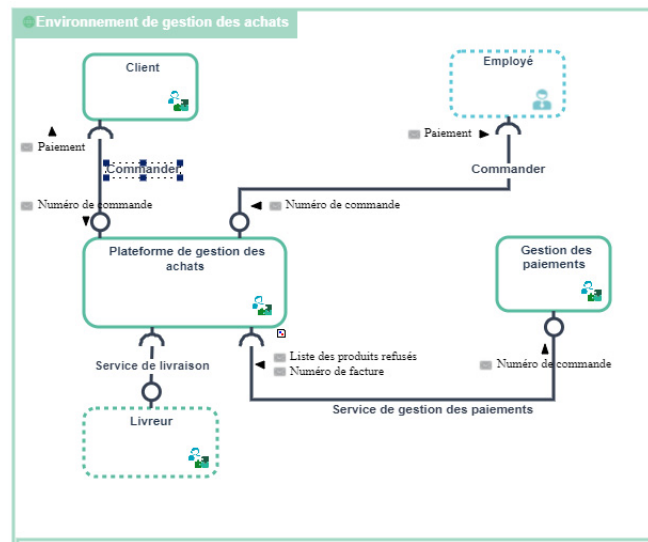 Environnement de gestion des achats
Client
Employé
Paiement
Paiement
Commander
Commander
Numéro de commande
Numéro de commande
Plateforme de gestion des
achats
Gestion des
paiements
Service de livraison
Liste des produits refusés
Numéro de facture
Numéro de commande
Service de gestion des paiements
Livreur